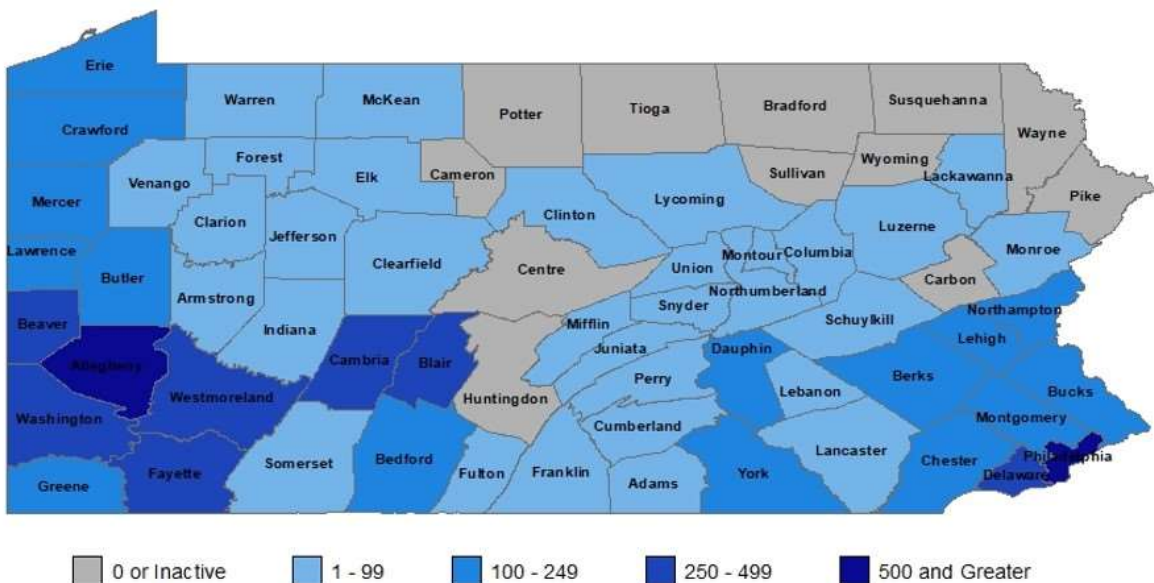 Erie
Warren
McKean
Potter
Tioga
Bradford
Susquehanna
Wayne
Crawford
Forest
Cameron
Sullivan
Wyoming
Lackawanna
Pike
Venango
Elk
Mercer
Clarion
Jefferson
Clinton
Lycoming
Luzerne
Monroe
Lawrence
Butler
Clearfield
Centre
Union
Montour
Columbia
Carbon
Armstrong
Indiana
Snyder
Northumberland
Schuylkill
Northampton
Beaver
Mifflin
Juniata
Dauphin
Lehigh
Allegheny
Cambria
Blair
Perry
Lebanon
Berks
Bucks
Westmoreland
Huntingdon
Washington
Cumberland
Montgomery
Lancaster
Philadelphia
Greene
Fayette
Somerset
Bedford
Fulton
Franklin
Adams
York
Chester
Delaware
0 or Inactive
1 - 99
100 - 249
250 - 499
500 and Greater